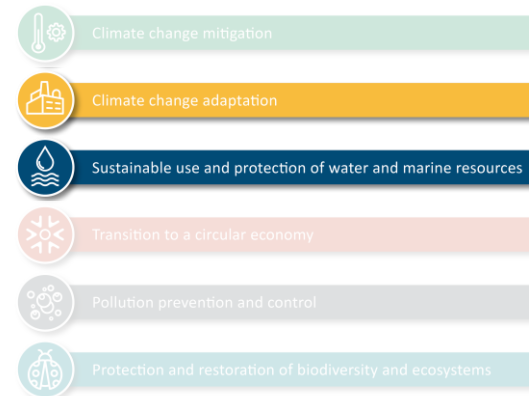 Climate change mitigation
Climate change adaptation
Sustainable use and protection of water and marine resources
Transition to a circular economy
Pollution prevention and control
Protection and restoration of biodiversity and ecosystems